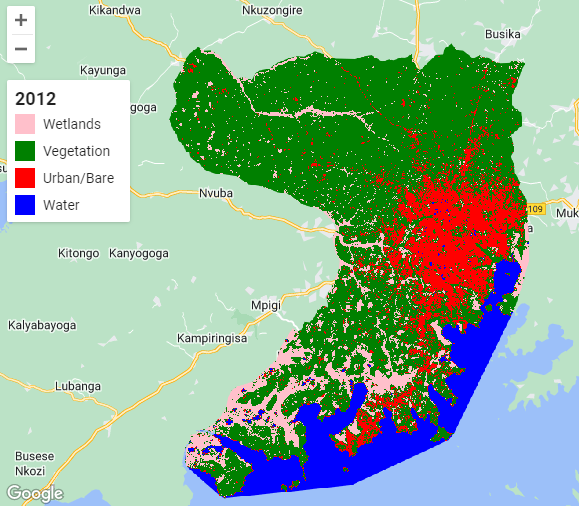 Kikandwa
Nkuzongire
Busika
+
−
Kayunga
2012
Wetlands
goga
Vegetation
Urban/Bare
Water
Nvuba
109
Muk
a
Kitongo
Kanyogoga
Mpigi
Kalyabayoga
Kampiringisa
Lubanga
Busese
Nkozi
Google